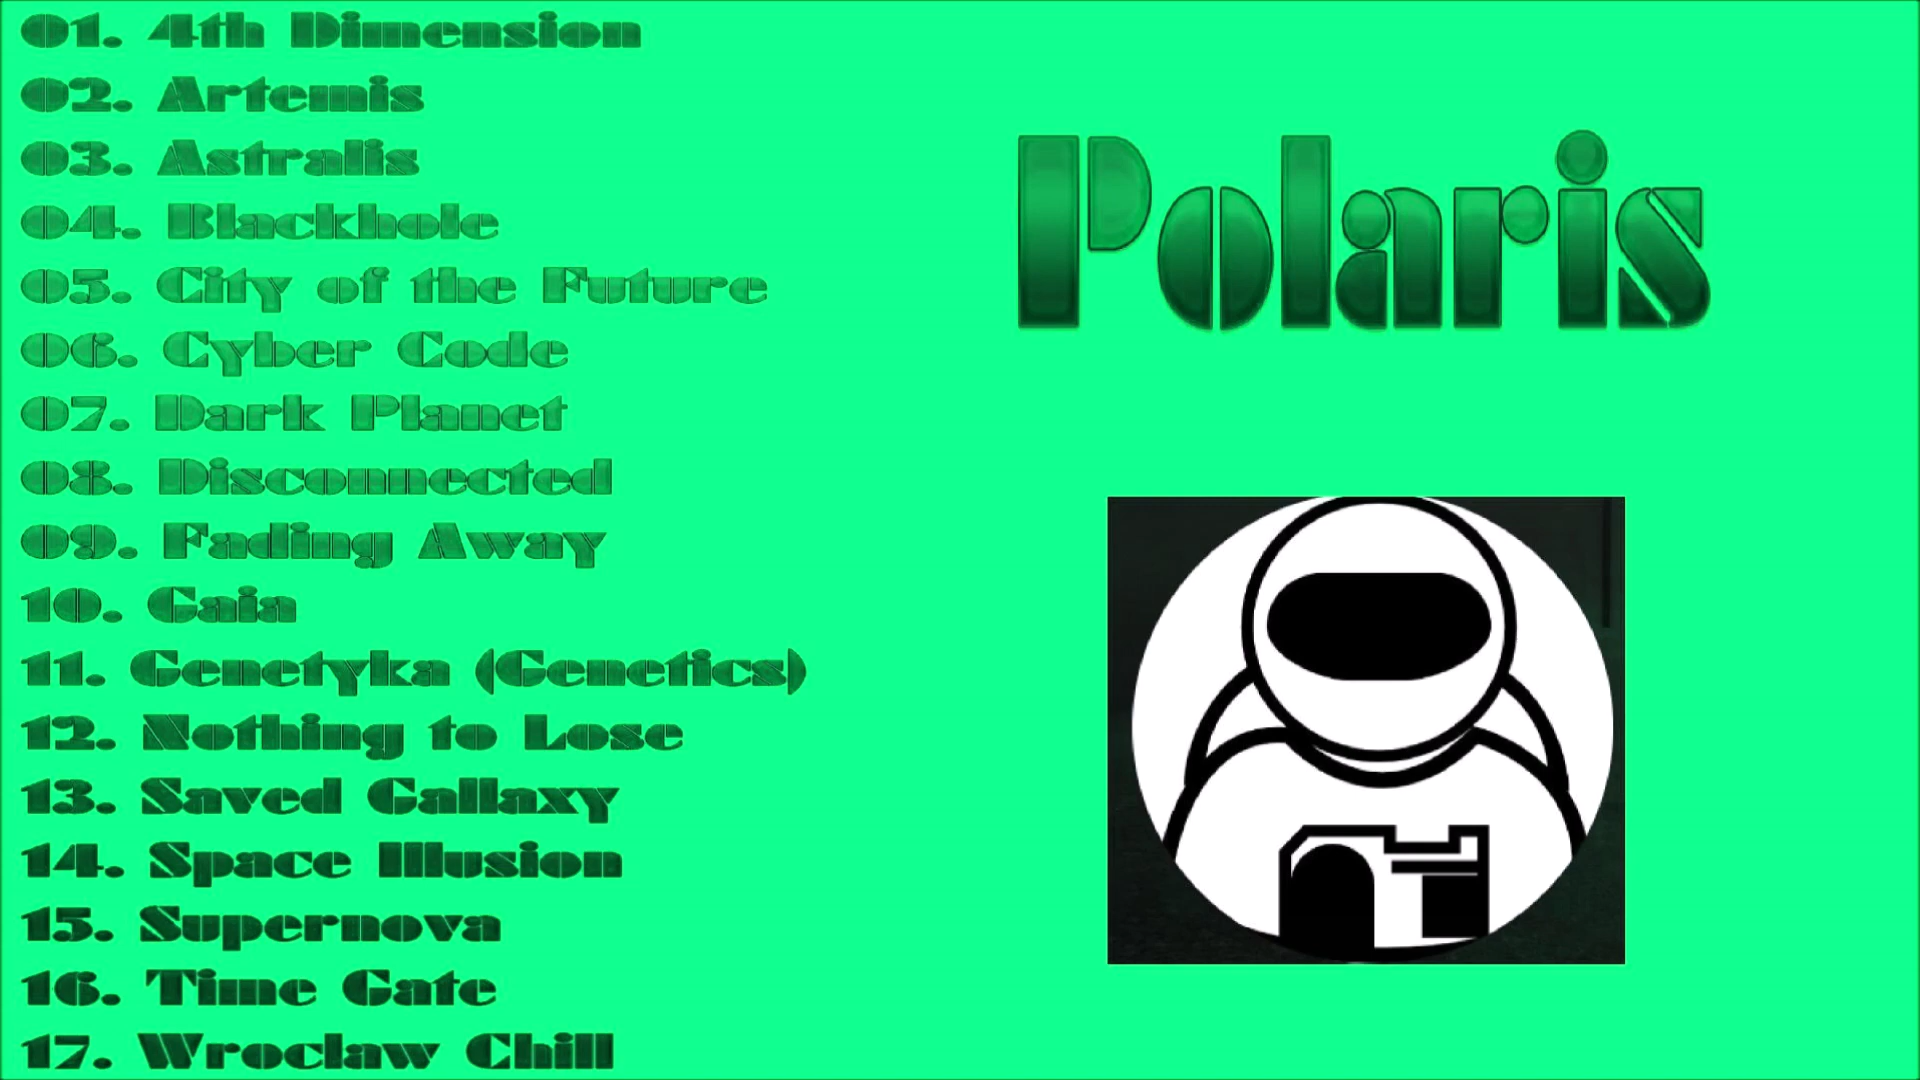 01. 4th Dimension
02. Artemis
03. Astralis
04. Blackhole
05. City of the Future
06. Cyber Code
07. Dark Planet
08. Disconnected
09. Fading Away
10. Gaia
11. Genetyka (Genetics)
12. Nothing to Lose
13. Saved Gallaxy
14. Space Illusion
15. Supernova
16. Time Gate
17. Wroclaw Chill
Polaris